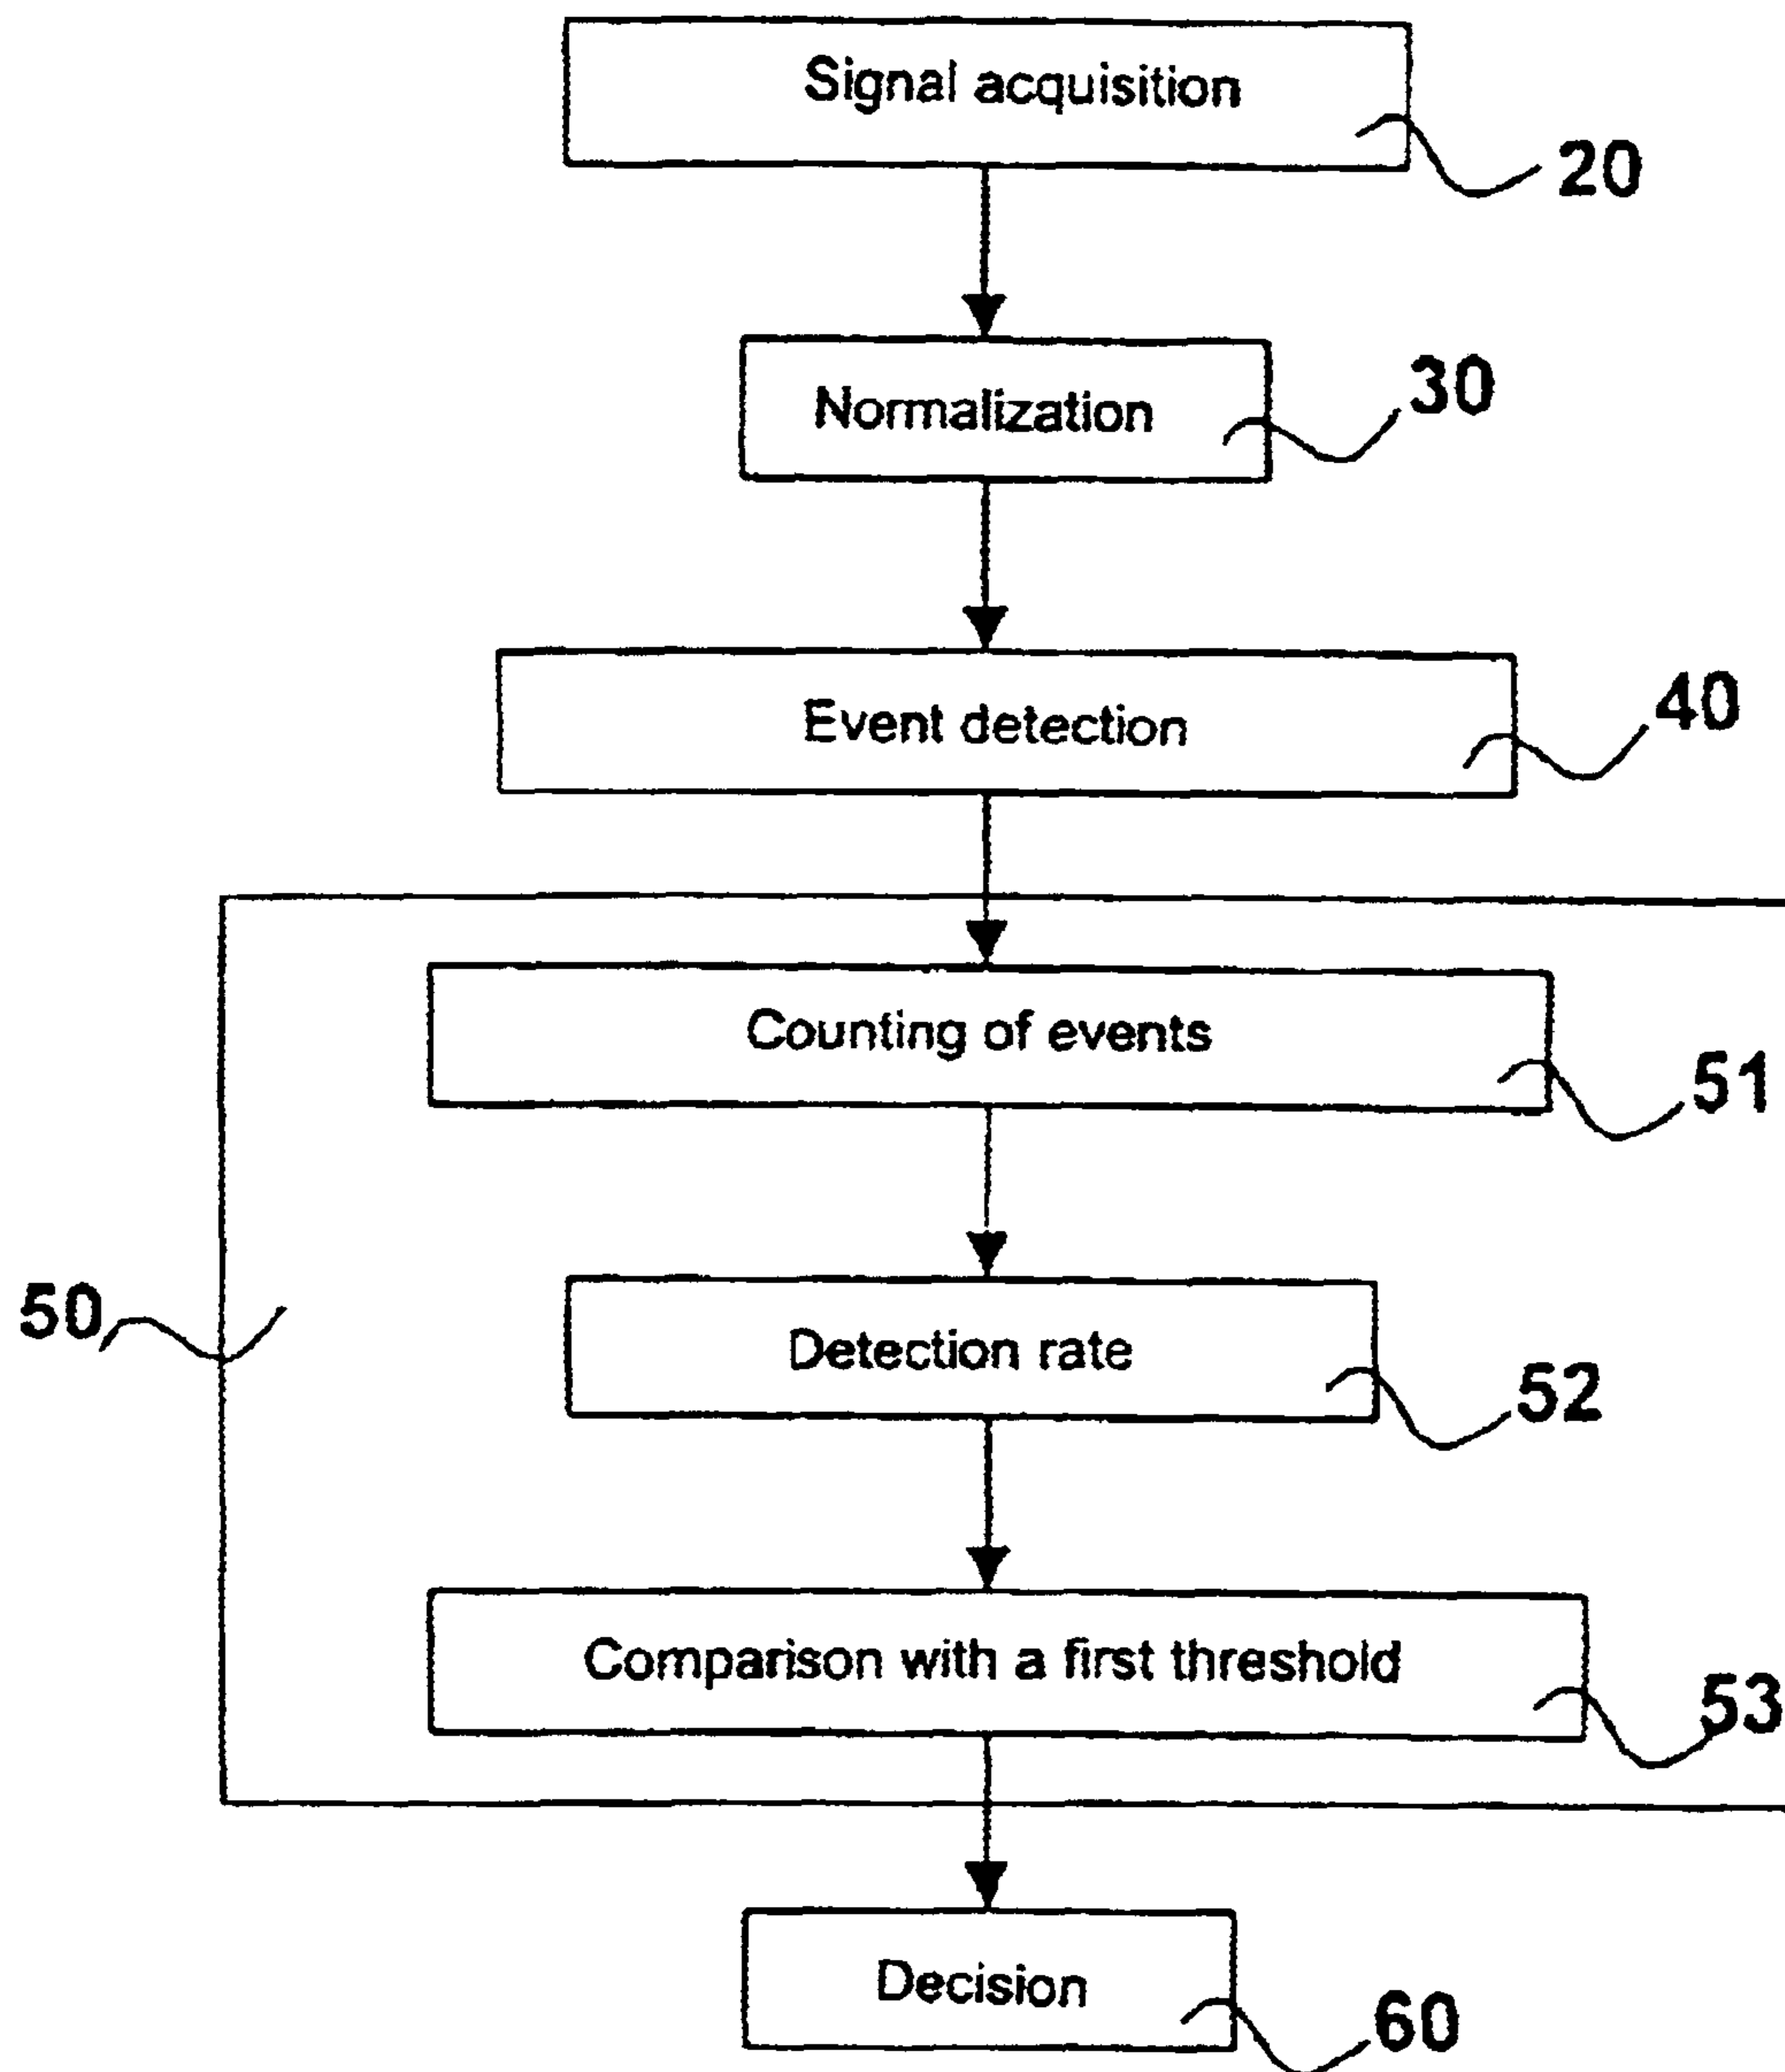 Signal acquisition
20
Normalization
30
Event detection
40
Counting of events
51
50
Detection rate
52
Comparison with a first threshold
53
Decision
60